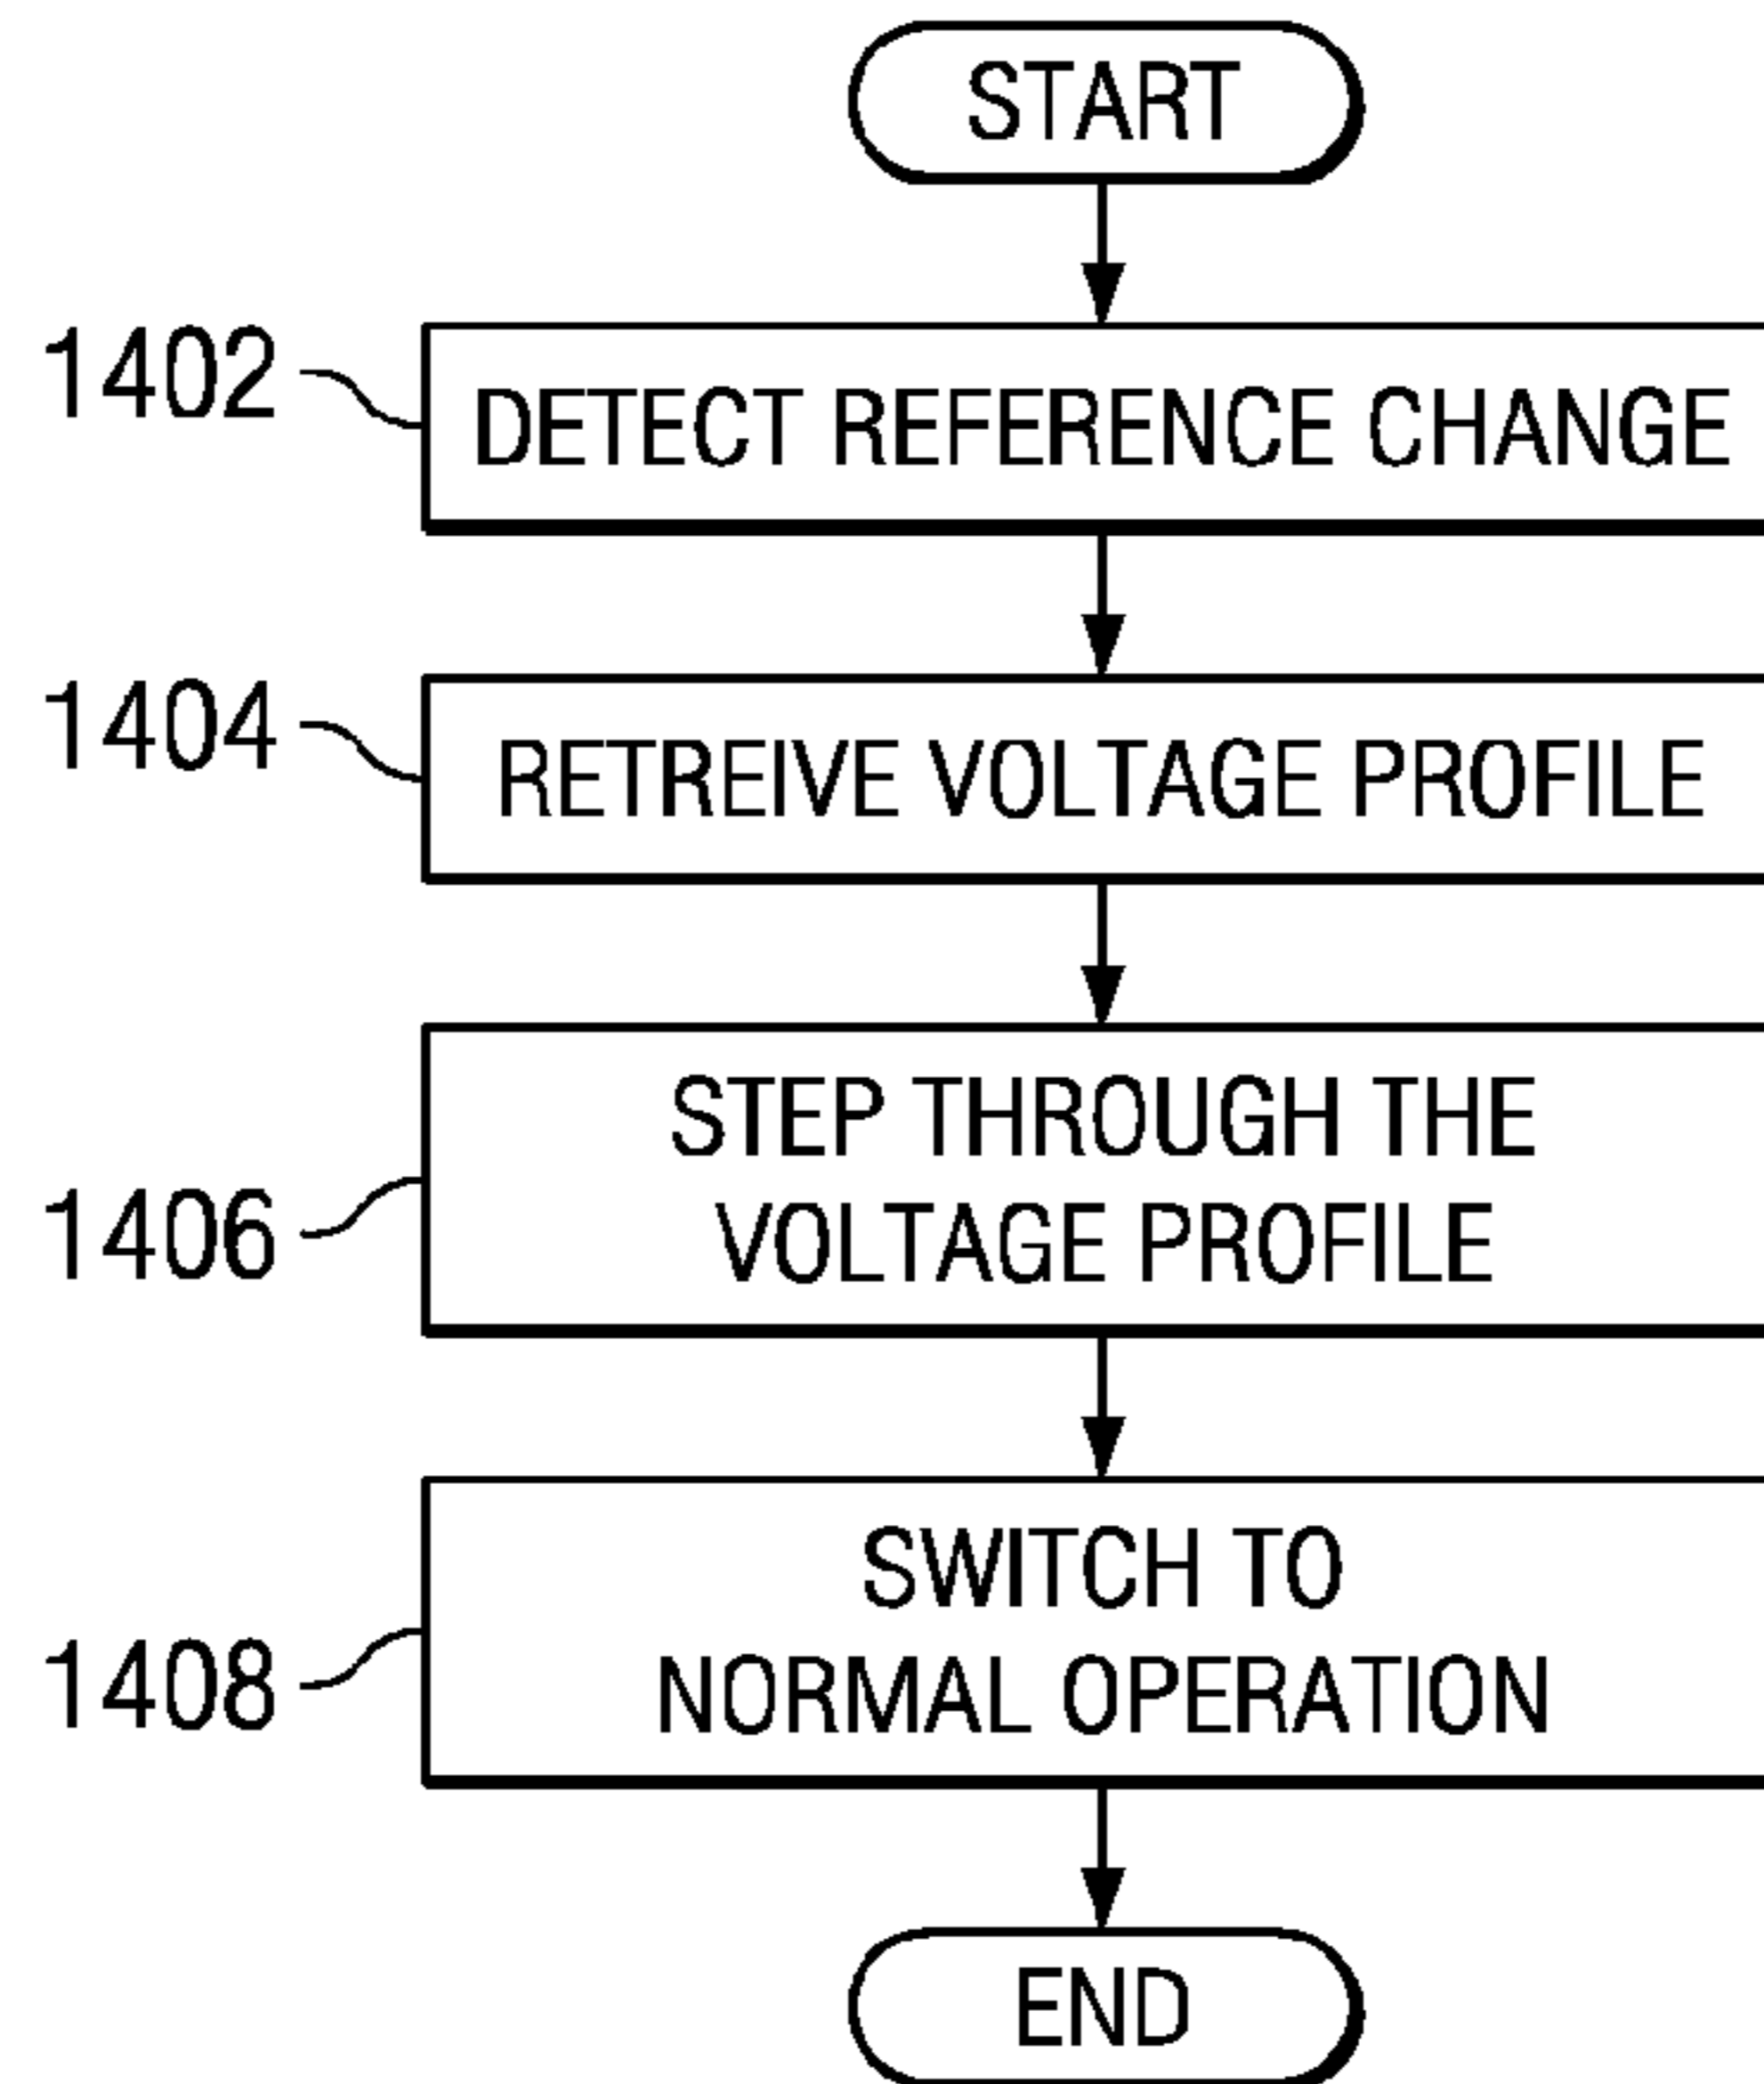 START
1402
DETECT REFERENCE CHANGE
1404
RETREIVE VOLTAGE PROFILE
STEP THROUGH THE
VOLTAGE PROFILE
1406
SWITCH TO
NORMAL OPERATION
1408
END